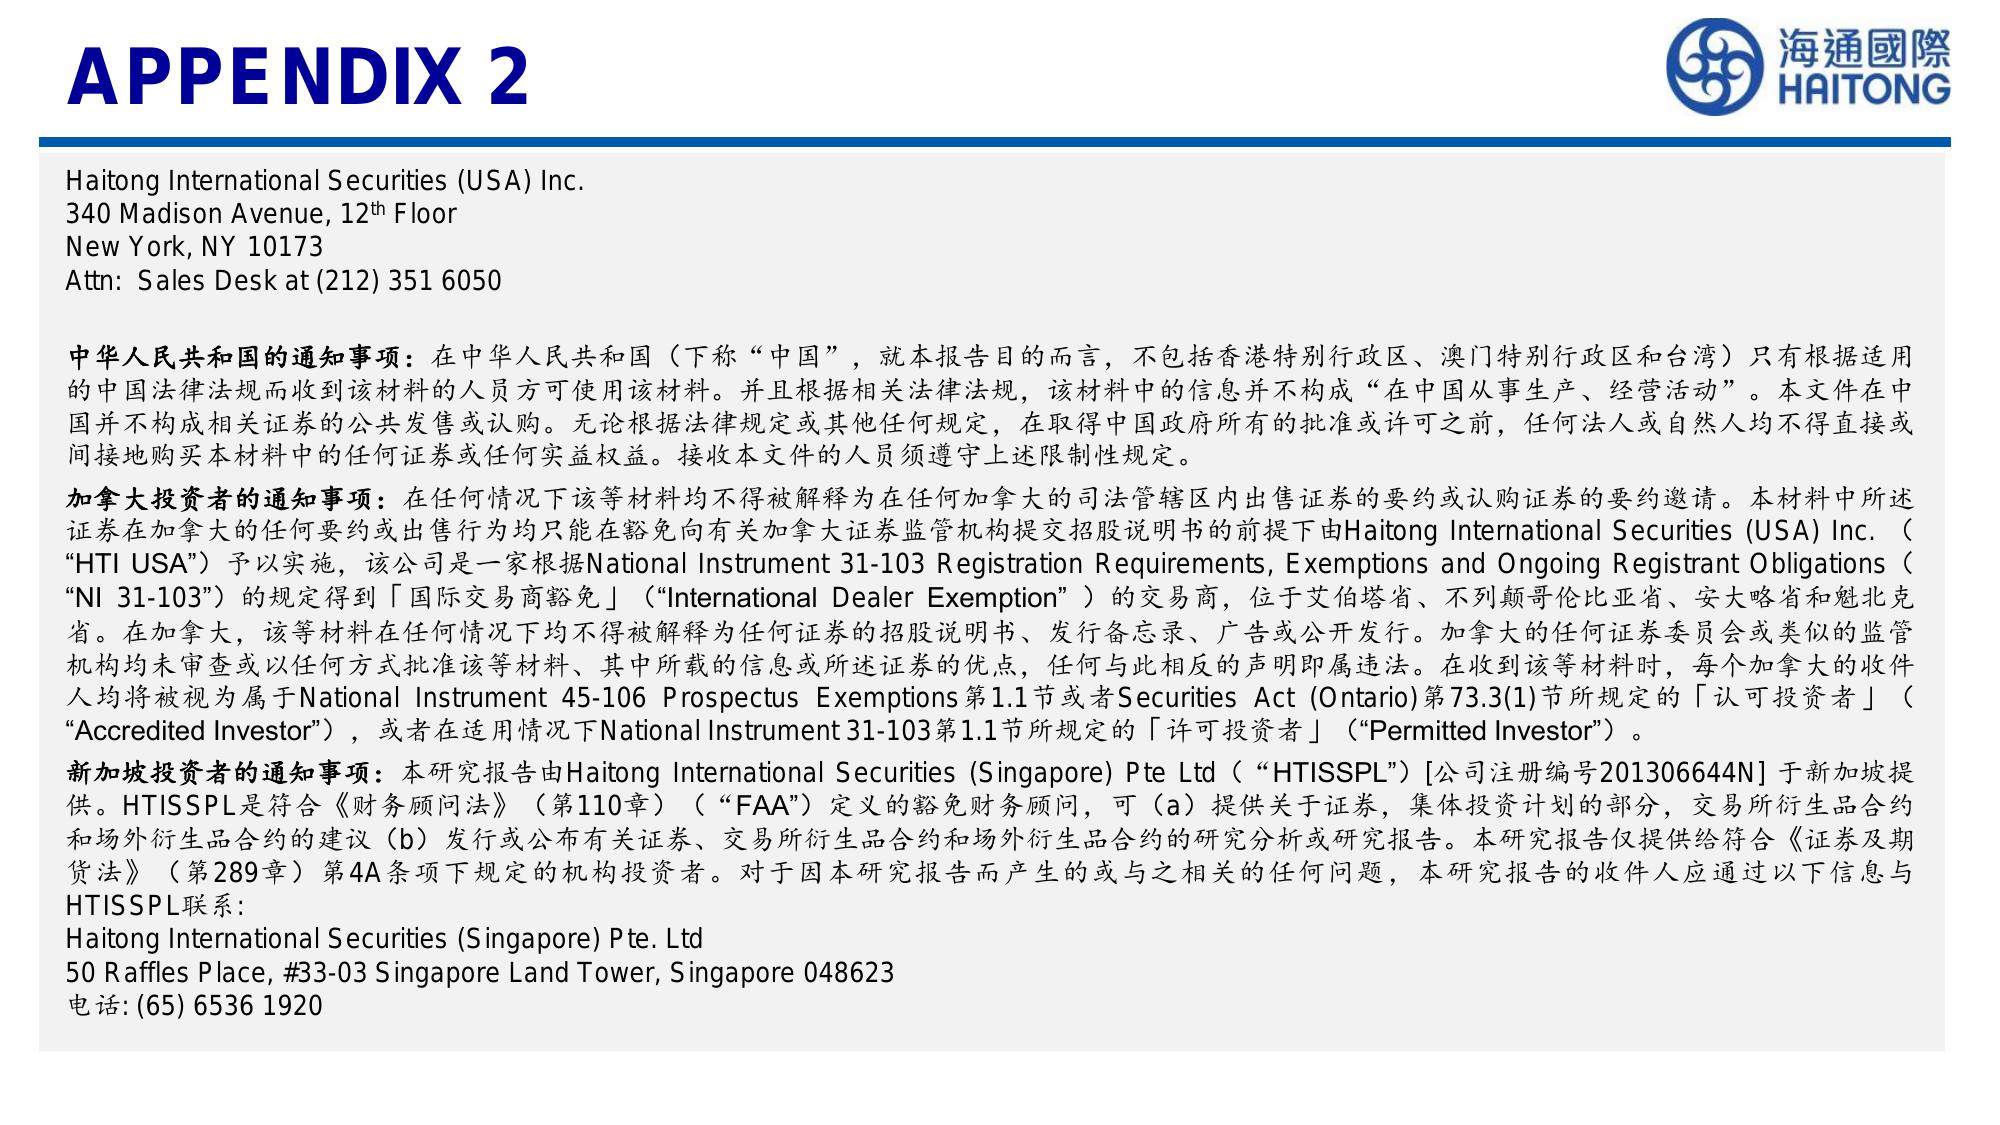 APPENDIX 2
海通國際
HAITONG
Haitong International Securities (USA) Inc.
340 Madison Avenue, 12th Floor
New York, NY 10173
Attn:  Sales Desk at (212) 351 6050
中华人民共和国的通知事项：在中华人民共和国（下称“中国”，就本报告目的而言，不包括香港特别行政区、澳门特别行政区和台湾）只有根据适用
的中国法律法规而收到该材料的人员方可使用该材料。并且根据相关法律法规，该材料中的信息并不构成“在中国从事生产、经营活动”。本文件在中
国并不构成相关证券的公共发售或认购。无论根据法律规定或其他任何规定，在取得中国政府所有的批准或许可之前，任何法人或自然人均不得直接或
间接地购买本材料中的任何证券或任何实益权益。接收本文件的人员须遵守上述限制性规定。
加拿大投资者的通知事项：在任何情况下该等材料均不得被解释为在任何加拿大的司法管辖区内出售证券的要约或认购证券的要约邀请。本材料中所述
证券在加拿大的任何要约或出售行为均只能在豁免向有关加拿大证券监管机构提交招股说明书的前提下由Haitong International Securities (USA) Inc. （
“HTI USA”）予以实施，该公司是一家根据National Instrument 31-103 Registration Requirements, Exemptions and Ongoing Registrant Obligations（
“NI 31-103”）的规定得到「国际交易商豁免」（“International Dealer Exemption” ）的交易商，位于艾伯塔省、不列颠哥伦比亚省、安大略省和魁北克
省。在加拿大，该等材料在任何情况下均不得被解释为任何证券的招股说明书、发行备忘录、广告或公开发行。加拿大的任何证券委员会或类似的监管
机构均未审查或以任何方式批准该等材料、其中所载的信息或所述证券的优点，任何与此相反的声明即属违法。在收到该等材料时，每个加拿大的收件
人均将被视为属于National Instrument 45-106 Prospectus Exemptions第1.1节或者Securities Act (Ontario)第73.3(1)节所规定的「认可投资者」（
“Accredited Investor”），或者在适用情况下National Instrument 31-103第1.1节所规定的「许可投资者」（“Permitted Investor”）。
新加坡投资者的通知事项：本研究报告由Haitong International Securities (Singapore) Pte Ltd（ “HTISSPL”）[公司注册编号201306644N] 于新加坡提
供。HTISSPL是符合《财务顾问法》（第110章）（ “FAA”）定义的豁免财务顾问，可（a）提供关于证券，集体投资计划的部分，交易所衍生品合约
和场外衍生品合约的建议（b）发行或公布有关证券、交易所衍生品合约和场外衍生品合约的研究分析或研究报告。本研究报告仅提供给符合《证券及期
货法》（第289章）第4A条项下规定的机构投资者。对于因本研究报告而产生的或与之相关的任何问题，本研究报告的收件人应通过以下信息与
HTISSPL联系:
Haitong International Securities (Singapore) Pte. Ltd
50 Raffles Place, #33-03 Singapore Land Tower, Singapore 048623
电话: (65) 6536 1920